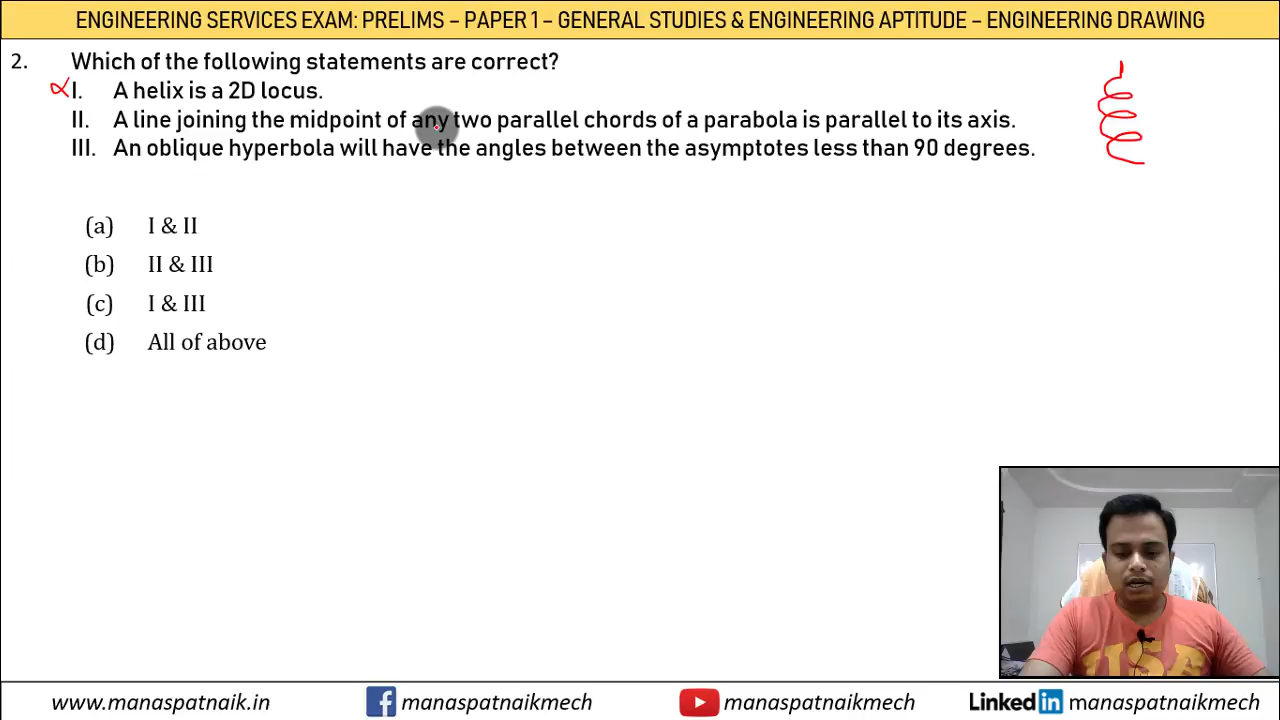 ENGINEERING SERVICES EXAM: PRELIMS – PAPER 1 – GENERAL STUDIES & ENGINEERING APTITUDE – ENGINEERING DRAWING
2. Which of the following statements are correct?
I. A helix is a 2D locus.
II. A line joining the midpoint of any two parallel chords of a parabola is parallel to its axis.
III. An oblique hyperbola will have the angles between the asymptotes less than 90 degrees.
(a) I & II
(b) II & III
(c) I & III
(d) All of above
USA
www.manaspatnaik.in manaspatnaikmech manaspatnaikmech Linked in manaspatnaikmech